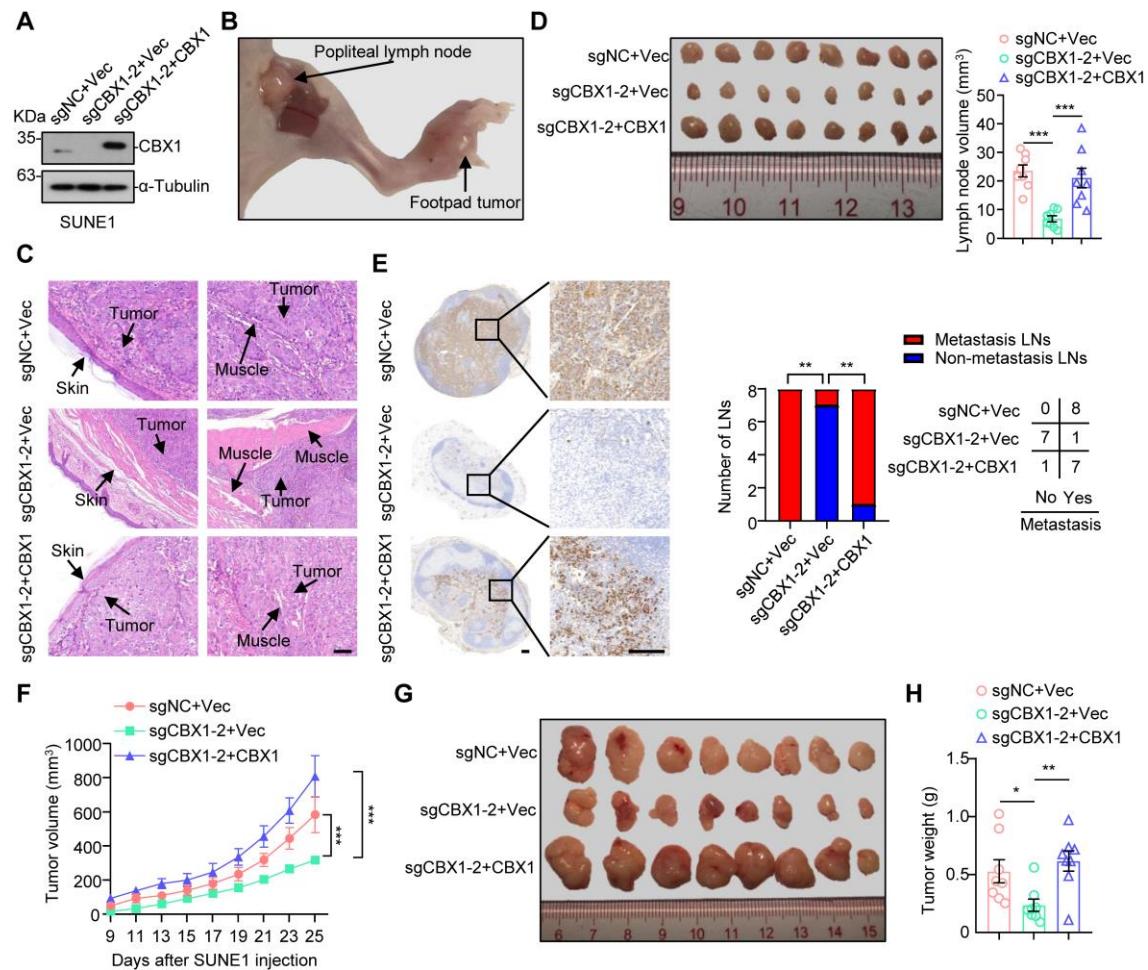 A
sgNC+Vec
sgCBX1-2+Vec
sgCBX1-2+CBX1
KDa
35-
-CBX1
63-
-α-Tubulin
SUNE1
B
Popliteal lymph node
Footpad tumor
D
sgNC+Vec
sgCBX1-2+Vec
sgCBX1-2+CBX1
9 10 11 12 13
sgNC+Vec
sgCBX1-2+Vec
sgCBX1-2+CBX1
Lymph node volume (mm³)
50
40
30
20
10
0
*** ***
C
sgNC+Vec
Tumor
Skin
Tumor
Muscle
sgCBX1-2+Vec
Tumor
Skin
Muscle
Muscle
Tumor
sgCBX1-2+CBX1
Skin
Tumor
Tumor
Muscle
E
sgNC+Vec
sgCBX1-2+Vec
sgCBX1-2+CBX1
Metastasis LNs
Non-metastasis LNs
Number of LNs
8
6
4
2
0
** **
sgNC+Vec
sgCBX1-2+Vec
sgCBX1-2+CBX1
sgNC+Vec 0 8
sgCBX1-2+Vec 7 1
sgCBX1-2+CBX1 1 7
No Yes
Metastasis
F
sgNC+Vec
sgCBX1-2+Vec
sgCBX1-2+CBX1
Tumor volume (mm³)
1000
800
600
400
200
0
9 11 13 15 17 19 21 23 25
Days after SUNE1 injection
***
***
G
sgNC+Vec
sgCBX1-2+Vec
sgCBX1-2+CBX1
6 7 8 9 10 11 12 13 14 15
H
sgNC+Vec
sgCBX1-2+Vec
sgCBX1-2+CBX1
Tumor weight (g)
1.5
1.0
0.5
0.0
* **